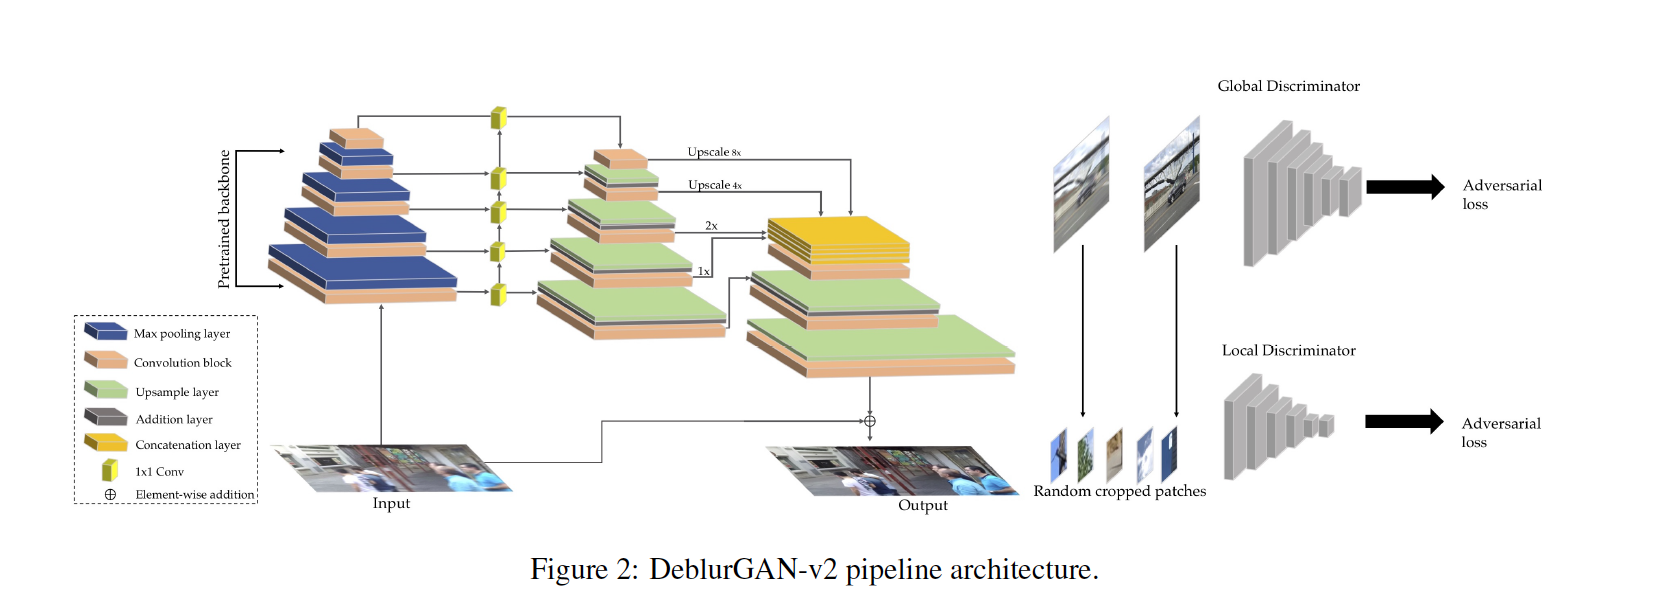 Global Discriminator
Pretrained backbone
Upscale 8x
Upscale 4x
2x
1x
Adversarial
loss
Max pooling layer
Convolution block
Upsample layer
Addition layer
Concatenation layer
1x1 Conv
Element-wise addition
Input
Output
Local Discriminator
Adversarial
loss
Random cropped patches
Figure 2: DeblurGAN-v2 pipeline architecture.